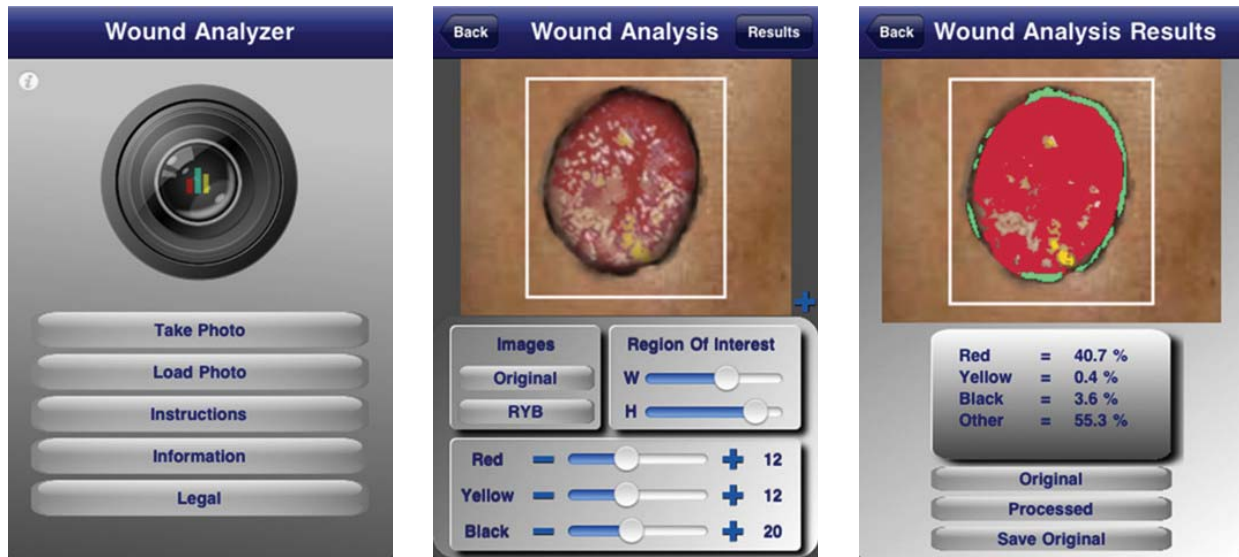 Wound Analyzer
Take Photo
Load Photo
Instructions
Information
Legal
Back Wound Analysis Results
Images
Original
RYB
Region Of Interest
W
H
Red 12
Yellow 12
Black 20
Back Wound Analysis Results
Red = 40.7 %
Yellow = 0.4 %
Black = 3.6 %
Other = 55.3 %
Original
Processed
Save Original